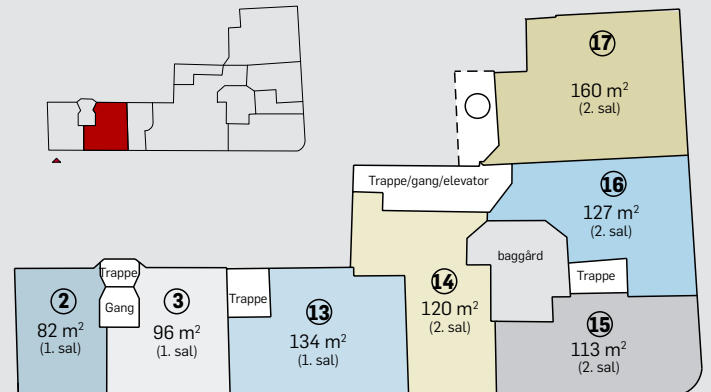 17
160 m²
(2. sal)
Trappe/gang/elevator
16
127 m²
(2. sal)
baggård
Trappe
Trappe
Gang
2
82 m²
(1. sal)
3
96 m²
(1. sal)
Trappe
13
134 m²
(1. sal)
14
120 m²
(2. sal)
15
113 m²
(2. sal)